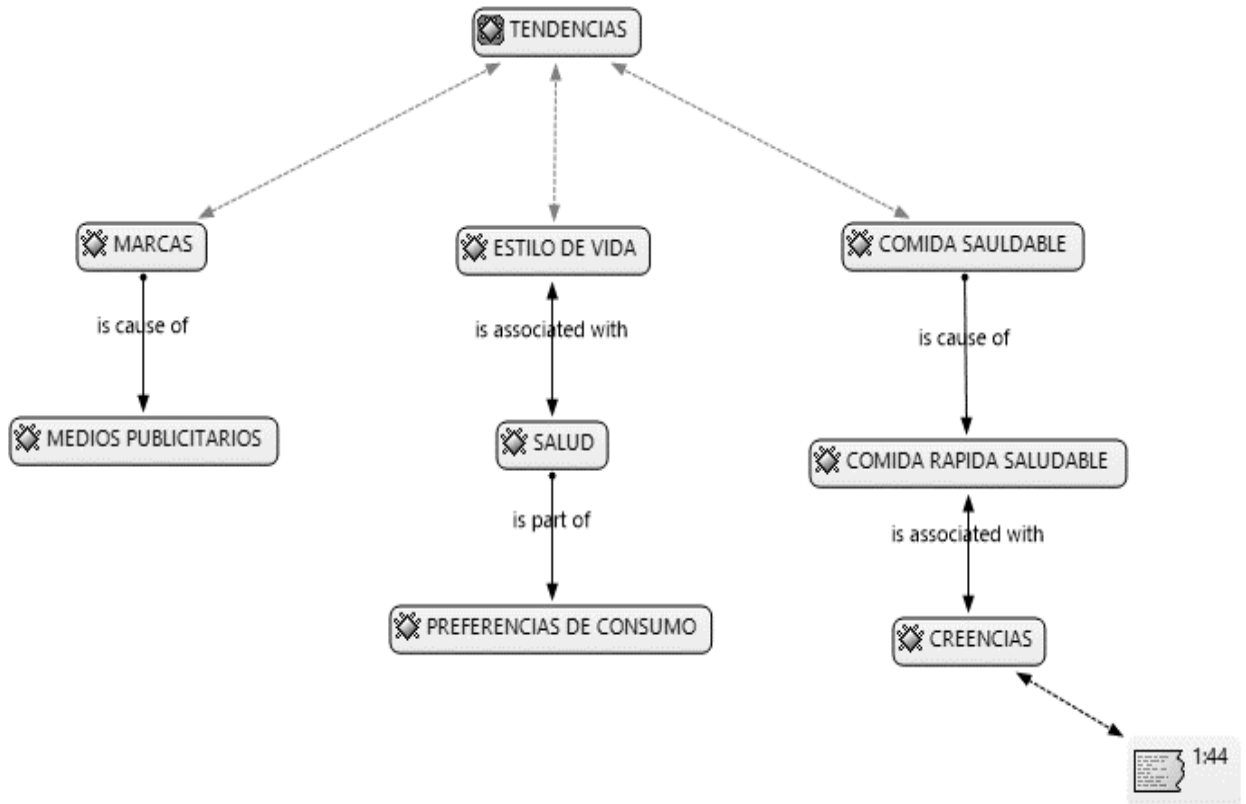 TENDENCIAS
MARCAS
ESTILO DE VIDA
COMIDA SAULDABLE
is cause of
is associated with
is cause of
MEDIOS PUBLICITARIOS
SALUD
COMIDA RAPIDA SALUDABLE
is part of
is associated with
PREFERENCIAS DE CONSUMO
CREENCIAS
1:44